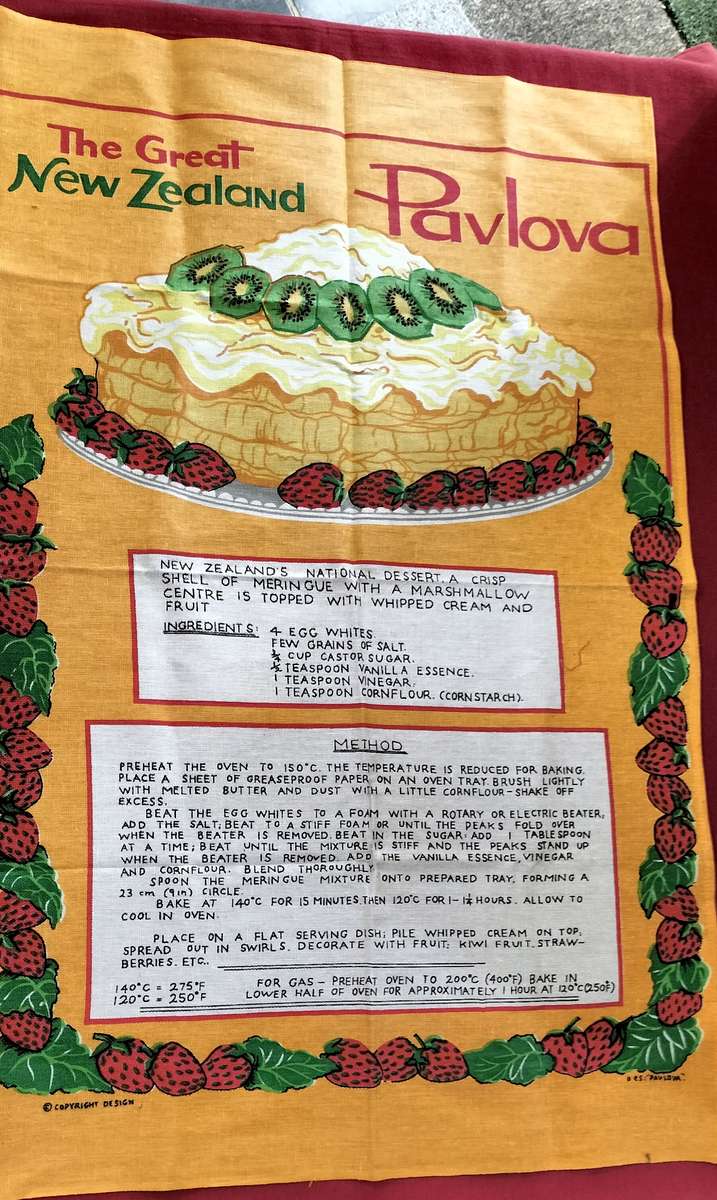 The Great
New Zealand
Pavlova
NEW ZEALAND'S NATIONAL DESSERT. A CRISP
SHELL OF MERINGUE WITH A MARSHMALLOW
CENTRE IS TOPPED WITH WHIPPED CREAM AND
FRUIT
INGREDIENTS: 4 EGG WHITES.
FEW GRAINS OF SALT.
CUP CASTOR SUGAR.
½ TEASPOON VANILLA ESSENCE.
1 TEASPOON VINEGAR.
1 TEASPOON CORNFLOUR. (CORNSTARCH).
METHOD
PREHEAT THE OVEN TO 150°C. THE TEMPERATURE IS REDUCED FOR BAKING.
PLACE A SHEET OF GREASEPROOF PAPER ON AN OVEN TRAY. BRUSH LIGHTLY
WITH MELTED BUTTER AND DUST WITH A LITTLE CORNFLOUR - SHAKE OFF
EXCESS.
BEAT THE EGG WHITES TO A FOAM WITH A ROTARY OR ELECTRIC BEATER,
ADD THE SALT; BEAT TO A STIFF FOAM OR UNTIL THE PEAKS FOLD OVER
WHEN THE BEATER IS REMOVED. BEAT IN THE SUGAR: ADD 1 TABLESPOON
AT A TIME; BEAT UNTIL THE MIXTURE IS STIFF AND THE PEAKS STAND UP
WHEN THE BEATER IS REMOVED. ADD THE VANILLA ESSENCE, VINEGAR
AND CORNFLOUR. BLEND THOROUGHLY
SPOON THE MERINGUE MIXTURE ONTO PREPARED TRAY, FORMING A
23 cm (9in) CIRCLE.
BAKE AT 140°C FOR 15 MINUTES, THEN 120°C FOR 1-1¼ HOURS. ALLOW TO
COOL IN OVEN.
PLACE ON A FLAT SERVING DISH; PILE WHIPPED CREAM ON TOP,
SPREAD OUT IN SWIRLS. DECORATE WITH FRUIT: KIWI FRUIT. STRAW-
BERRIES. ETC..
140°C = 275°F
120°C = 250°F
FOR GAS - PREHEAT OVEN TO 200°C (400°F) BAKE IN
LOWER HALF OF OVEN FOR APPROXIMATELY 1 HOUR AT 120°C (250°F)
© COPYRIGHT DESIGN
PAVLOVA.